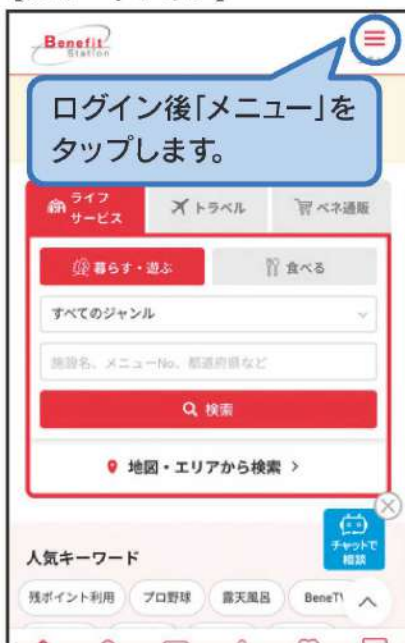 Benefit
Station
ログイン後「メニュー」を
タップします。
ライフ
サービス
トラベル
ベネ通販
暮らす・遊ぶ
食べる
すべてのジャンル
施設名、メニューNo、都道府県など
検索
地図・エリアから検索 >
チャットで
相談
人気キーワード
残ポイント利用
プロ野球
露天風呂